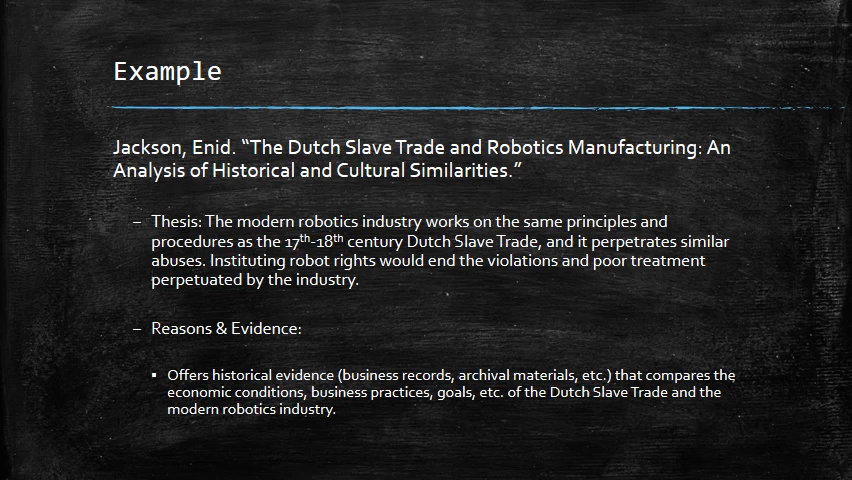 Example
Jackson, Enid. “The Dutch Slave Trade and Robotics Manufacturing: An
Analysis of Historical and Cultural Similarities.”
– Thesis: The modern robotics industry works on the same principles and
procedures as the 17th-18th century Dutch Slave Trade, and it perpetrates similar
abuses. Instituting robot rights would end the violations and poor treatment
perpetuated by the industry.
– Reasons & Evidence:
▪ Offers historical evidence (business records, archival materials, etc.) that compares the
economic conditions, business practices, goals, etc. of the Dutch Slave Trade and the
modern robotics industry.